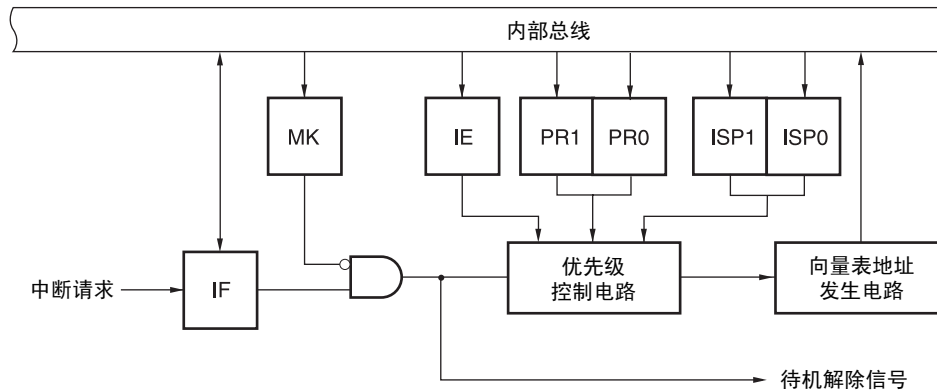 内部总线
MK
IE
PR1
PR0
ISP1
ISP0
中断请求
IF
优先级
控制电路
向量表地址
发生电路
待机解除信号